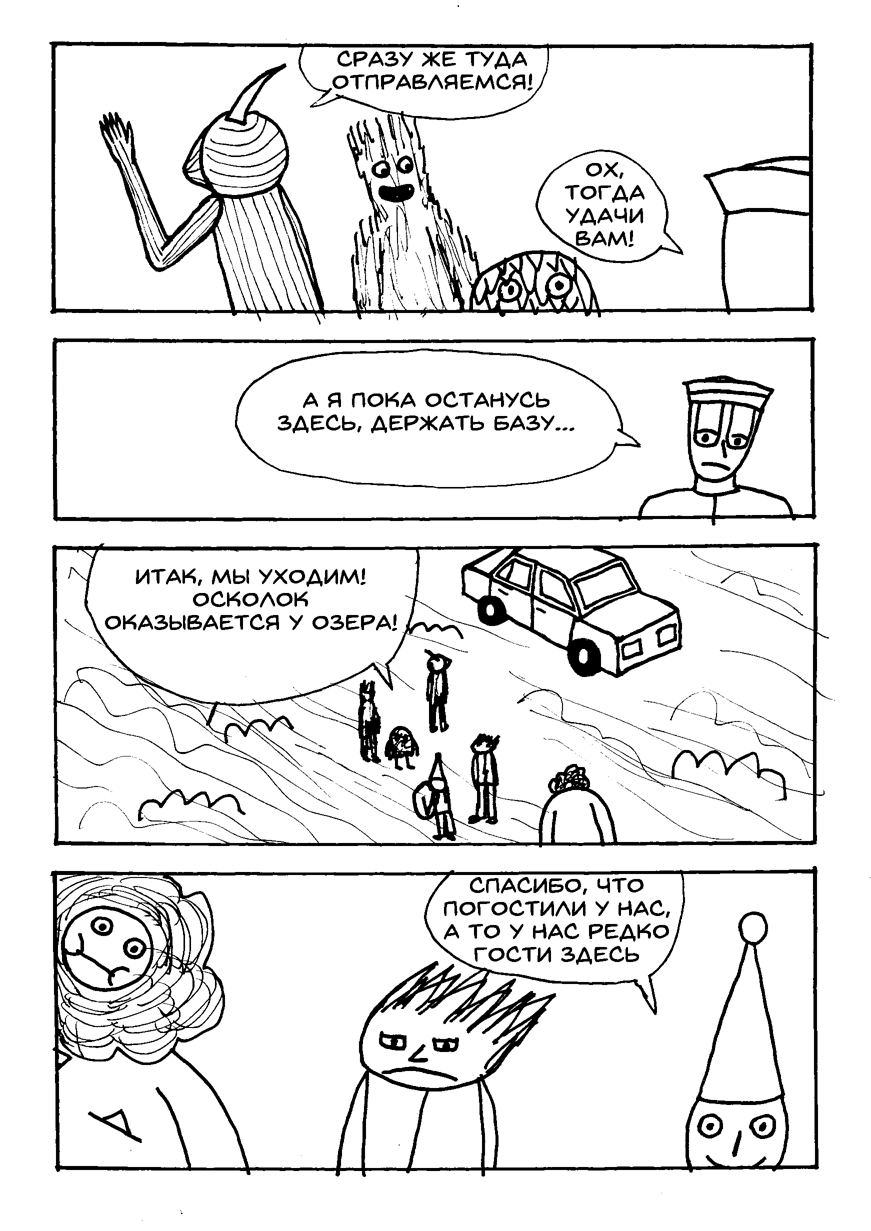 СРАЗУ ЖЕ ТУДА
ОТПРАВЛЯЕМСЯ!
ОХ,
ТОГДА
УДАЧИ
ВАМ!
А Я ПОКА ОСТАНУСЬ
ЗДЕСЬ, ДЕРЖАТЬ БАЗУ...
ИТАК, МЫ УХОДИМ!
ОСКОЛОК
ОКАЗЫВАЕТСЯ У ОЗЕРА!
СПАСИБО, ЧТО
ПОГОСТИЛИ У НАС,
А ТО У НАС РЕДКО
ГОСТИ ЗДЕСЬ